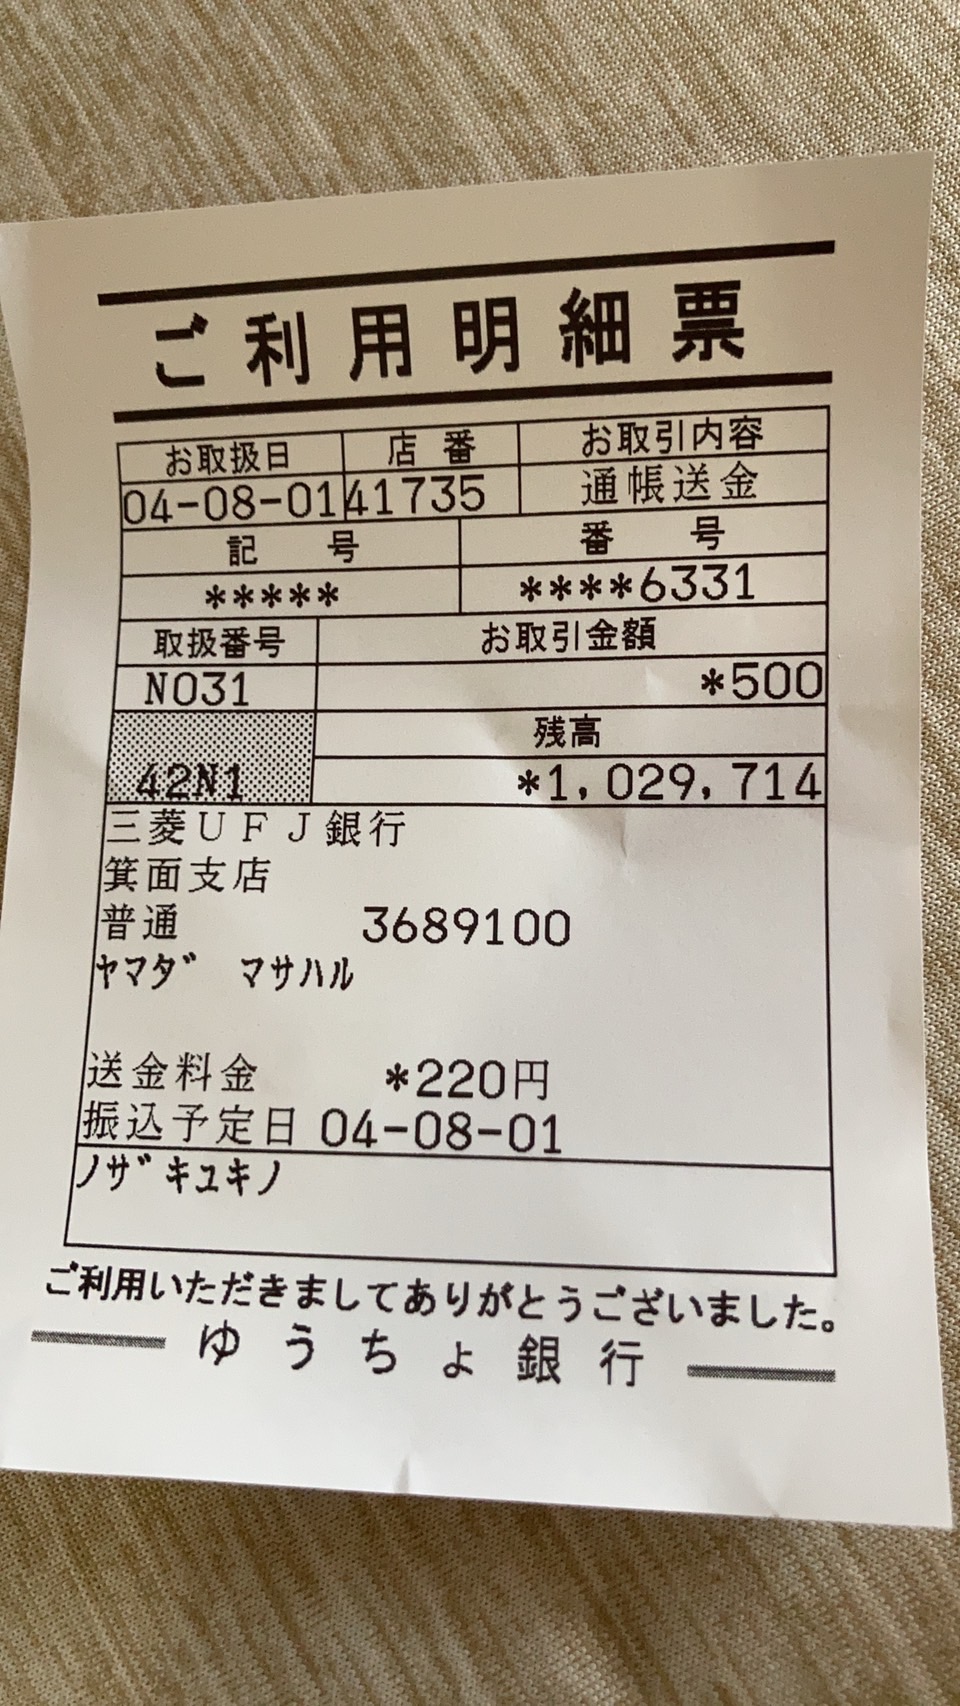 ご利用明細票
お取扱日 店番 お取引内容
04-08-01 41735 通帳送金
記号 番号
***** ****6331
取扱番号 お取引金額
N031 *500
残高
42N1 *1,029,714
三菱UFJ銀行
箕面支店
普通 3689100
ﾔﾏﾀﾞ ﾏｻﾊﾙ
送金料金 *220円
振込予定日 04-08-01
ﾉｻﾞｷﾕｷﾉ
ご利用いただきましてありがとうございました。
ゆうちょ銀行